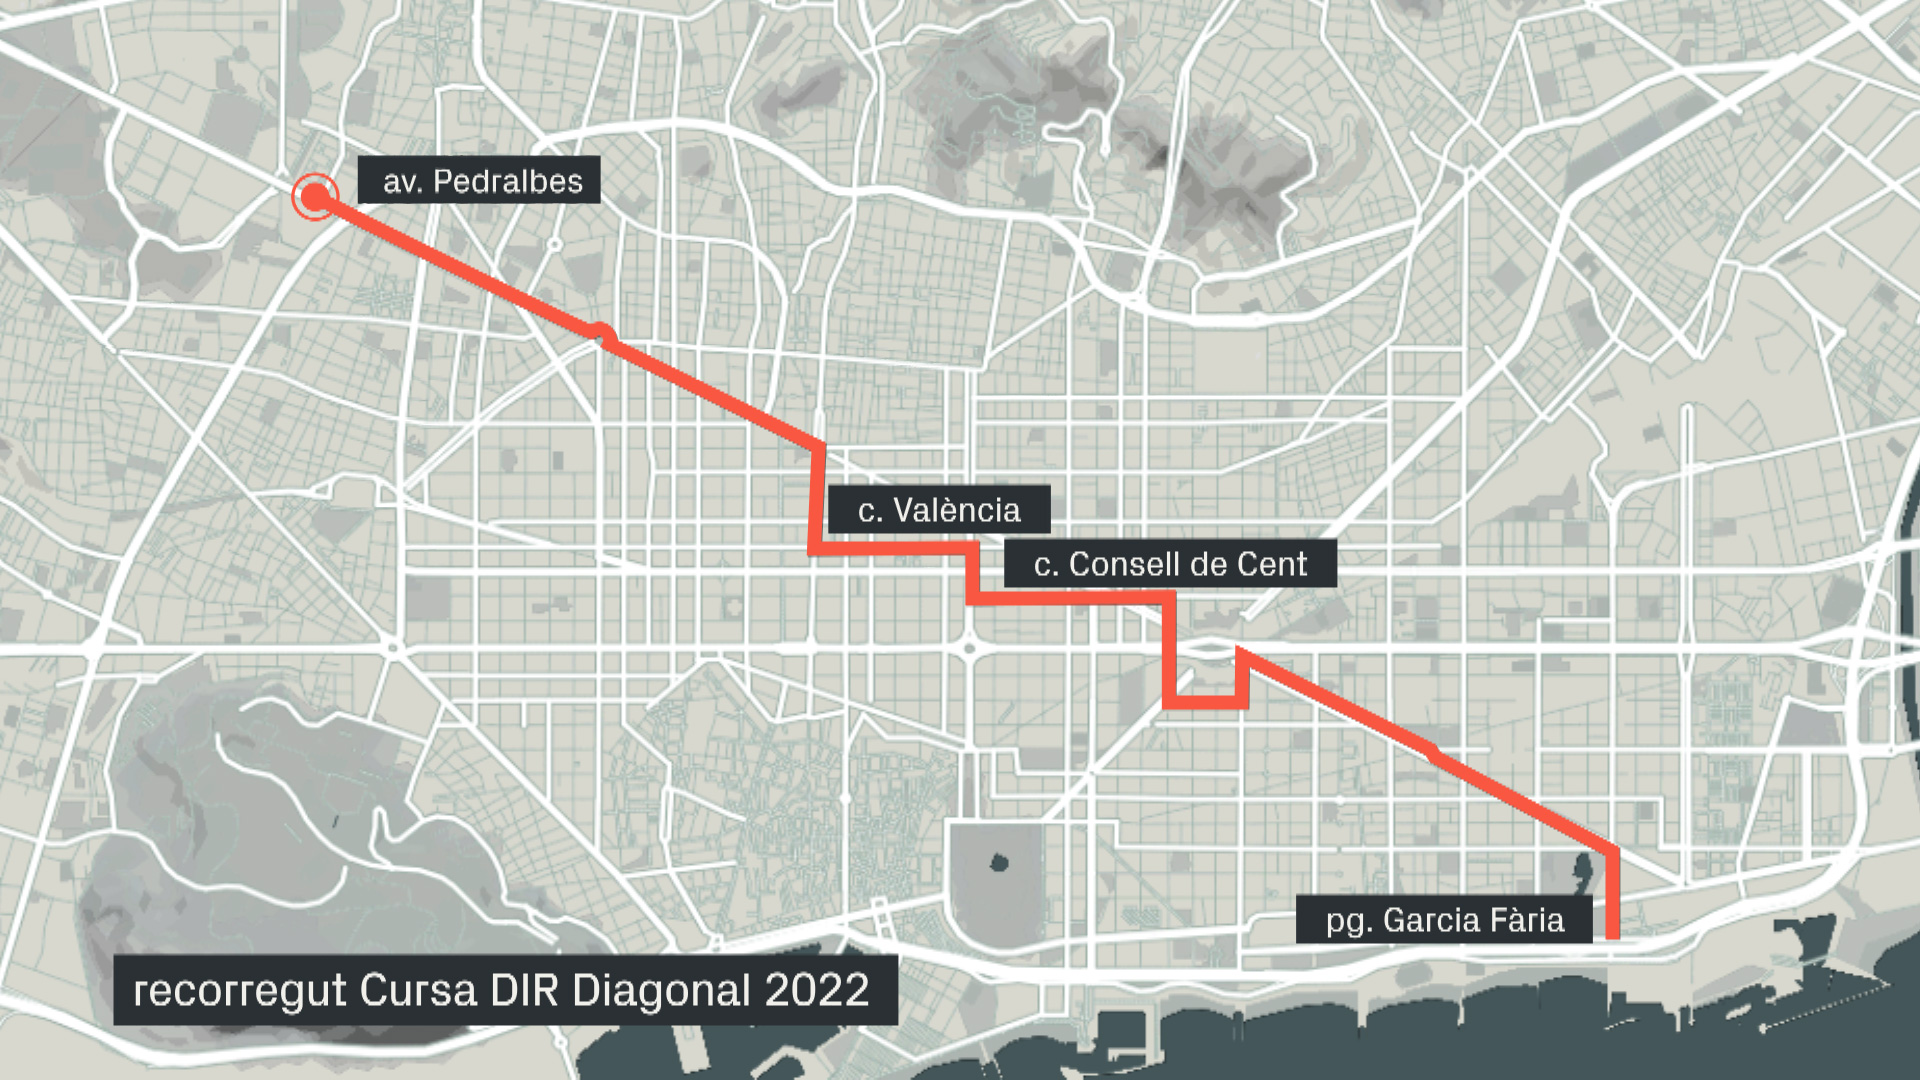 av. Pedralbes
c. València
c. Consell de Cent
pg. Garcia Fària
recorregut Cursa DIR Diagonal 2022